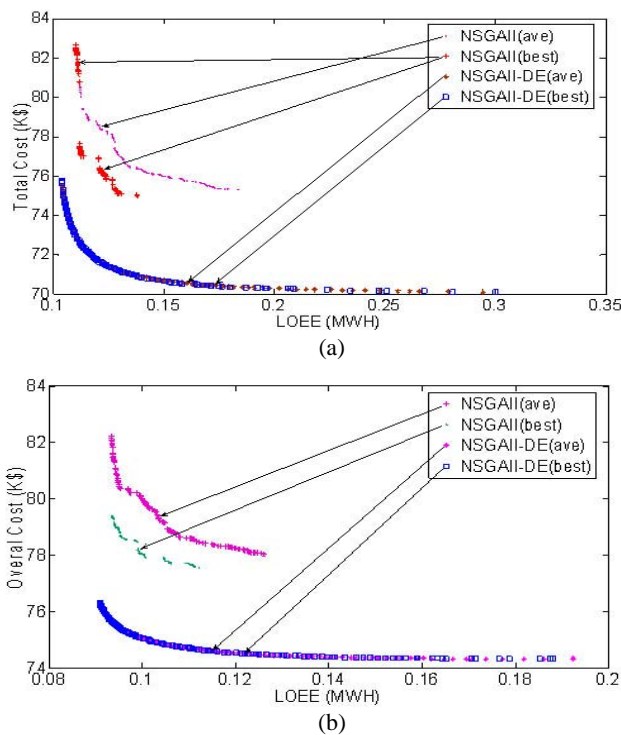 84
82
80
78
76
74
72
70
Total Cost (K$)
NSGAII(ave)
NSGAII(best)
NSGAII-DE(ave)
NSGAII-DE(best)
0.1 0.15 0.2 0.25 0.3 0.35
LOEE (MWH)
(a)
84
82
80
78
76
74
Overal Cost (K$)
NSGAII(ave)
NSGAII(best)
NSGAII-DE(ave)
NSGAII-DE(best)
0.08 0.1 0.12 0.14 0.16 0.18 0.2
LOEE (MWH)
(b)